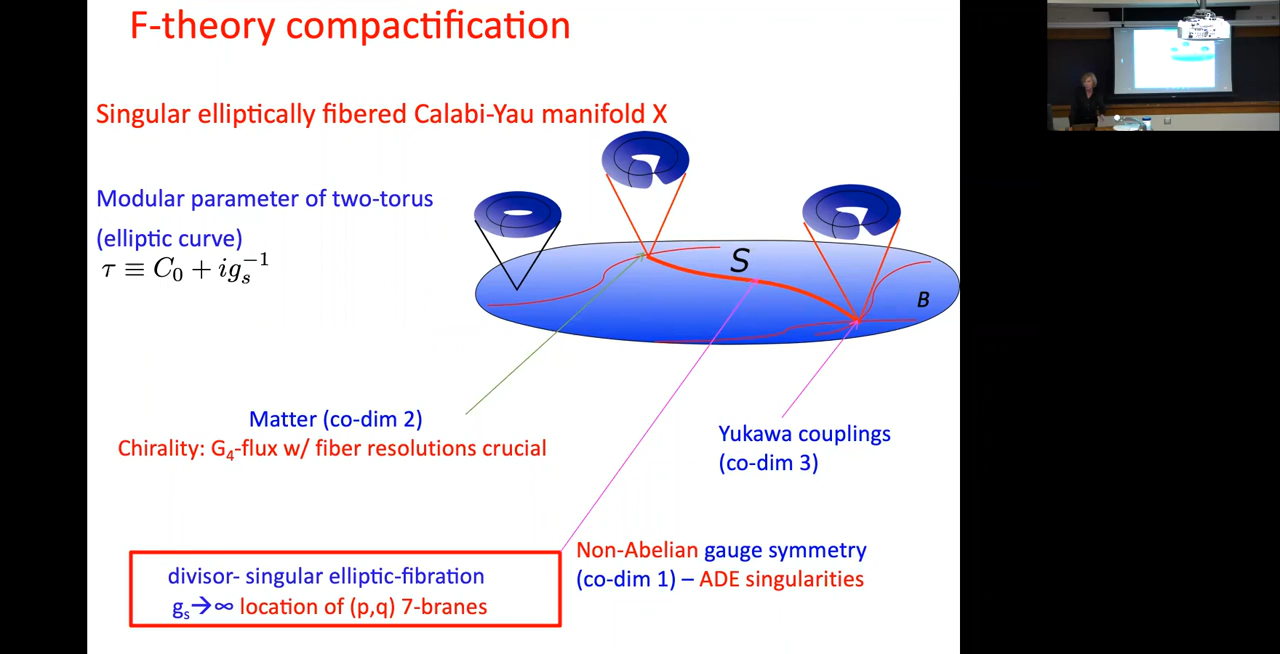 F-theory compactification
Singular elliptically fibered Calabi-Yau manifold X
Modular parameter of two-torus
(elliptic curve)
τ ≡ C₀ + ig_s⁻¹
S
B
Matter (co-dim 2)
Chirality: G₄-flux w/ fiber resolutions crucial
Yukawa couplings
(co-dim 3)
Non-Abelian gauge symmetry
(co-dim 1) – ADE singularities
divisor- singular elliptic-fibration
gₛ→∞ location of (p,q) 7-branes